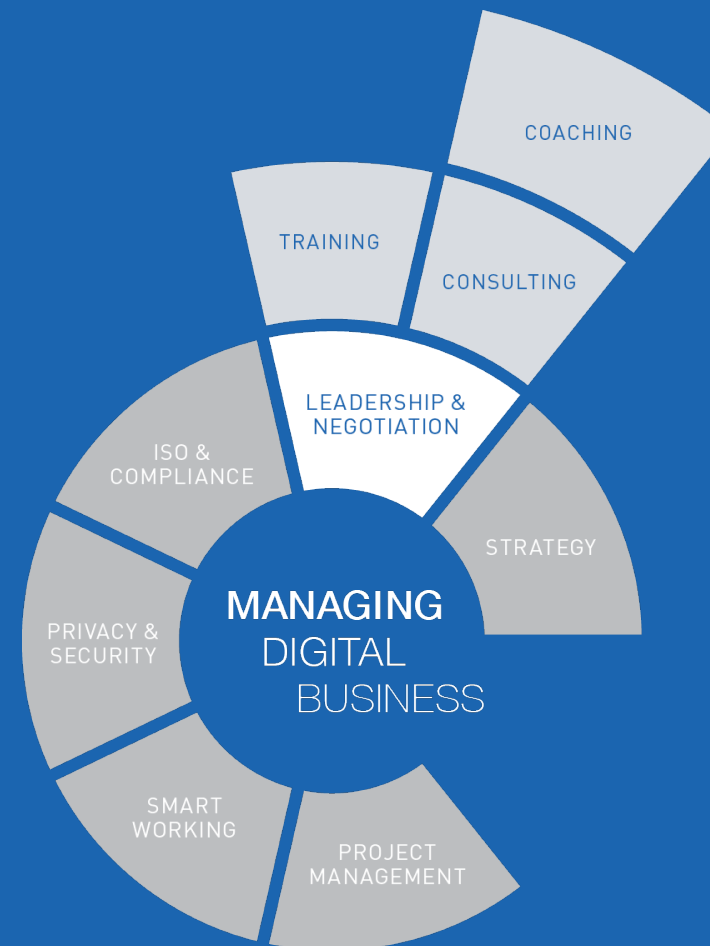 COACHING
TRAINING
CONSULTING
LEADERSHIP &
NEGOTIATION
ISO &
COMPLIANCE
STRATEGY
MANAGING
DIGITAL
BUSINESS
PRIVACY &
SECURITY
SMART
WORKING
PROJECT
MANAGEMENT